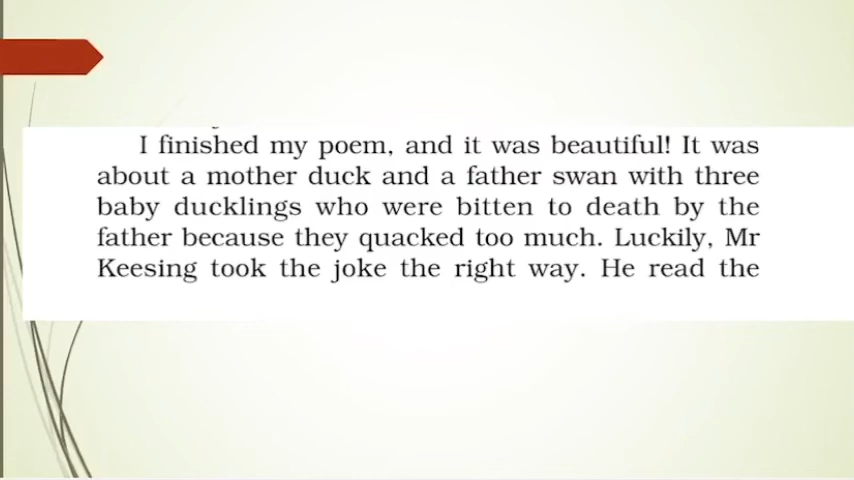 I finished my poem, and it was beautiful! It was
about a mother duck and a father swan with three
baby ducklings who were bitten to death by the
father because they quacked too much. Luckily, Mr
Keesing took the joke the right way. He read the